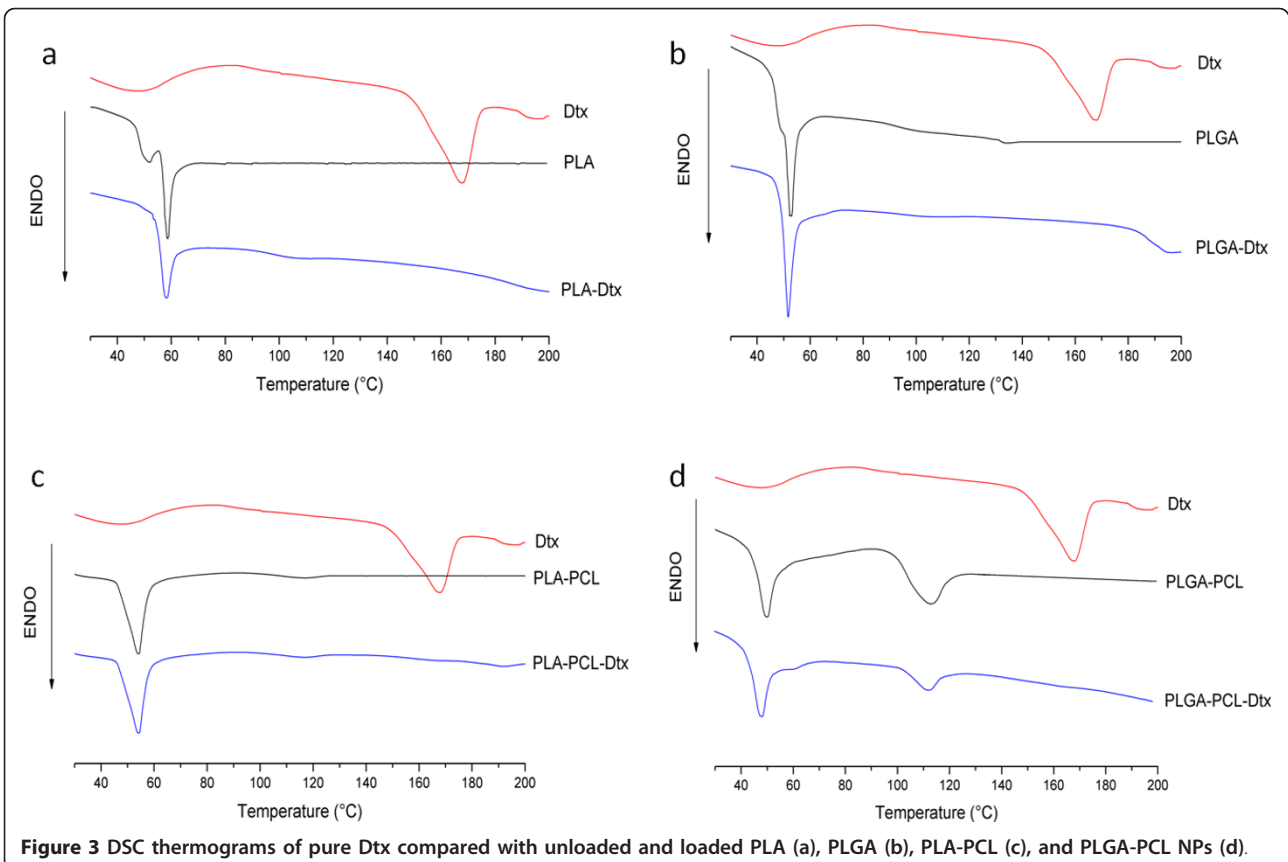 a
Dtx
PLA
PLA-Dtx
ENDO
40 60 80 100 120 140 160 180 200
Temperature (°C)
b
Dtx
PLGA
PLGA-Dtx
ENDO
40 60 80 100 120 140 160 180 200
Temperature (°C)
c
Dtx
PLA-PCL
PLA-PCL-Dtx
ENDO
40 60 80 100 120 140 160 180 200
Temperature (°C)
d
Dtx
PLGA-PCL
PLGA-PCL-Dtx
ENDO
40 60 80 100 120 140 160 180 200
Temperature (°C)
Figure 3 DSC thermograms of pure Dtx compared with unloaded and loaded PLA (a), PLGA (b), PLA-PCL (c), and PLGA-PCL NPs (d).